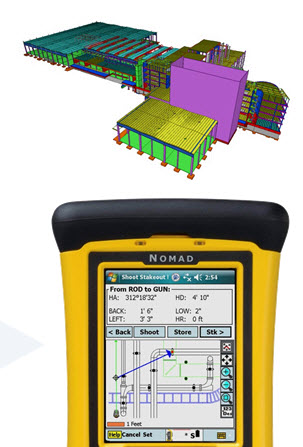 NOMAD
Shoot Stakeout 2:54
From ROD to GUN:
HA: 312°18'32" HD: 4' 10"
BACK: 1' 6" LOW: 2"
LEFT: 3' 3" HR: 0 ft
< Back Shoot Store Stk >
123
1 Feet
Help Cancel Set